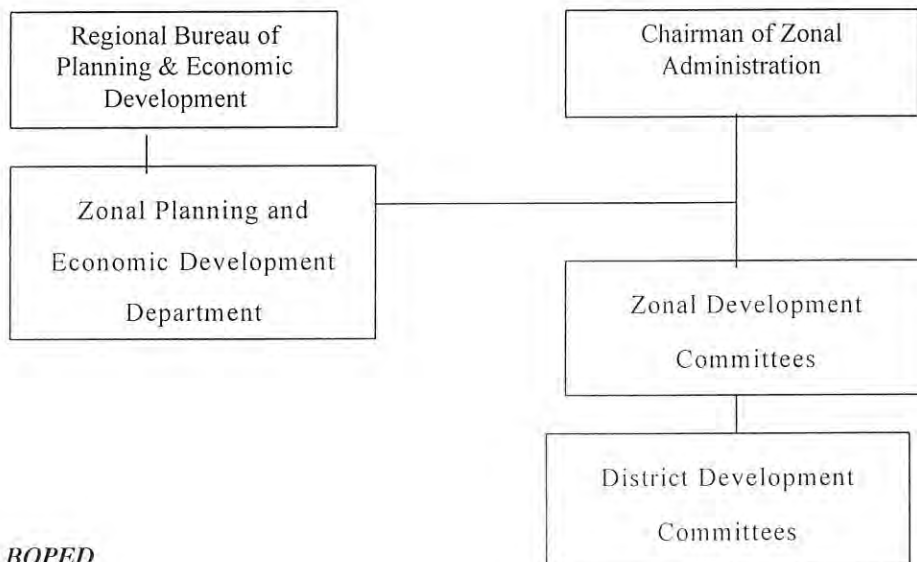 Regional Bureau of
Planning & Economic
Development
Chairman of Zonal
Administration
Zonal Planning and
Economic Development
Department
Zonal Development
Committees
District Development
Committees
BOPED